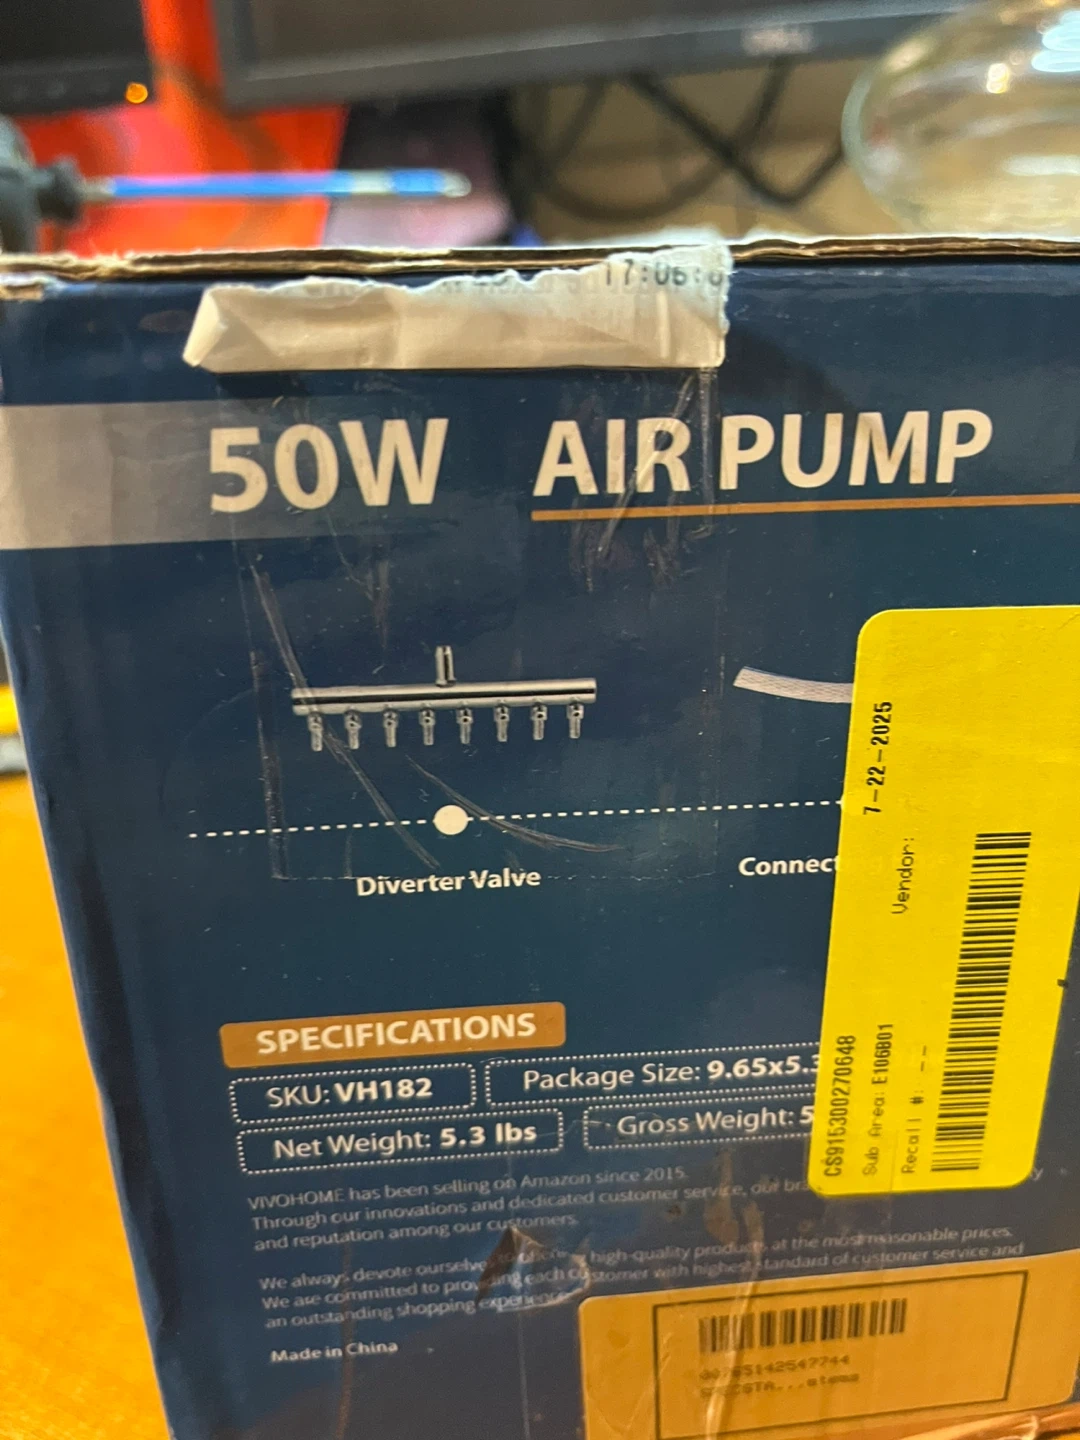 17:06:0
50W AIR PUMP
Diverter Valve
Connect
SPECIFICATIONS
SKU: VH182
Package Size: 9.65x5.3
Net Weight: 5.3 lbs
Gross Weight: 5
VIVOHOME has been selling on Amazon since 2015.
Through our innovations and dedicated customer service, our br
and reputation among our customers.
We always devote ourselves high-quality products at the most reasonable prices.
We are committed to providing each customer with highest standard of customer service and
an outstanding shopping experience.
Made in China
7-22-2025
Vendor:
CS91530027064B
Sub Area: E106B01
Recall #: --